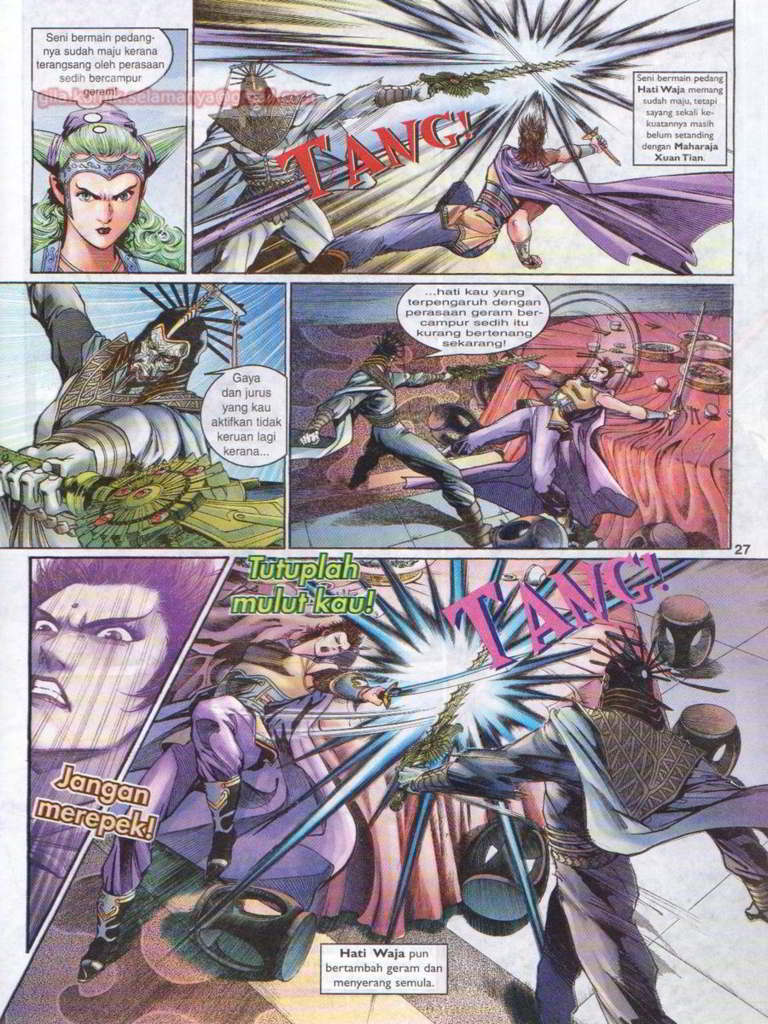 Seni bermain pedang-
nya sudah maju kerana
terangsang oleh perasaan
sedih bercampur
geram!
TANG!
Seni bermain pedang
Hati Waja memang
sudah maju, tetapi
sayang sekali ke-
kuatannya masih
belum setanding
dengan Maharaja
Xuan Tian.
Gaya
dan jurus
yang kau
aktifkan tidak
keruan lagi
kerana...
...hati kau yang
terpengaruh dengan
perasaan geram ber-
campur sedih itu
kurang bertenang
sekarang!
27
Tutuplah
mulut kau!
TANG!
Jangan
merepek!
Hati Waja pun
bertambah geram dan
menyerang semula.